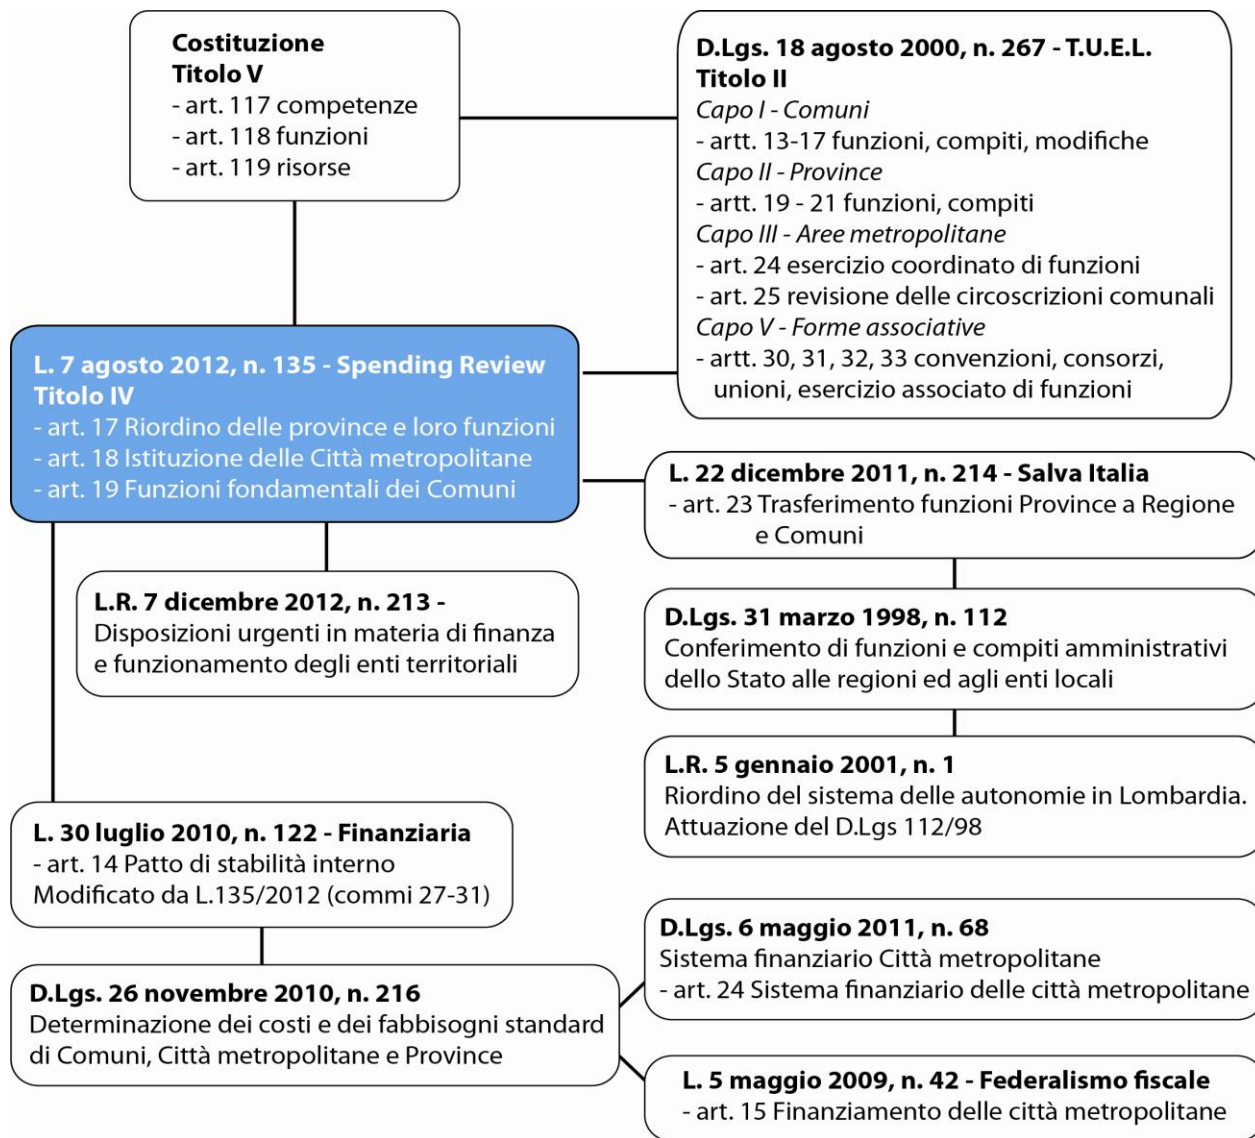 Costituzione
Titolo V
- art. 117 competenze
- art. 118 funzioni
- art. 119 risorse
D.Lgs. 18 agosto 2000, n. 267 - T.U.E.L.
Titolo II
Capo I - Comuni
- artt. 13-17 funzioni, compiti, modifiche
Capo II - Province
- artt. 19 - 21 funzioni, compiti
Capo III - Aree metropolitane
- art. 24 esercizio coordinato di funzioni
- art. 25 revisione delle circoscrizioni comunali
Capo V - Forme associative
- artt. 30, 31, 32, 33 convenzioni, consorzi,
unioni, esercizio associato di funzioni
L. 7 agosto 2012, n. 135 - Spending Review
Titolo IV
- art. 17 Riordino delle province e loro funzioni
- art. 18 Istituzione delle Città metropolitane
- art. 19 Funzioni fondamentali dei Comuni
L. 22 dicembre 2011, n. 214 - Salva Italia
- art. 23 Trasferimento funzioni Province a Regione
e Comuni
L.R. 7 dicembre 2012, n. 213 -
Disposizioni urgenti in materia di finanza
e funzionamento degli enti territoriali
D.Lgs. 31 marzo 1998, n. 112
Conferimento di funzioni e compiti amministrativi
dello Stato alle regioni ed agli enti locali
L.R. 5 gennaio 2001, n. 1
Riordino del sistema delle autonomie in Lombardia.
Attuazione del D.Lgs 112/98
L. 30 luglio 2010, n. 122 - Finanziaria
- art. 14 Patto di stabilità interno
Modificato da L.135/2012 (commi 27-31)
D.Lgs. 6 maggio 2011, n. 68
Sistema finanziario Città metropolitane
- art. 24 Sistema finanziario delle città metropolitane
D.Lgs. 26 novembre 2010, n. 216
Determinazione dei costi e dei fabbisogni standard
di Comuni, Città metropolitane e Province
L. 5 maggio 2009, n. 42 - Federalismo fiscale
- art. 15 Finanziamento delle città metropolitane